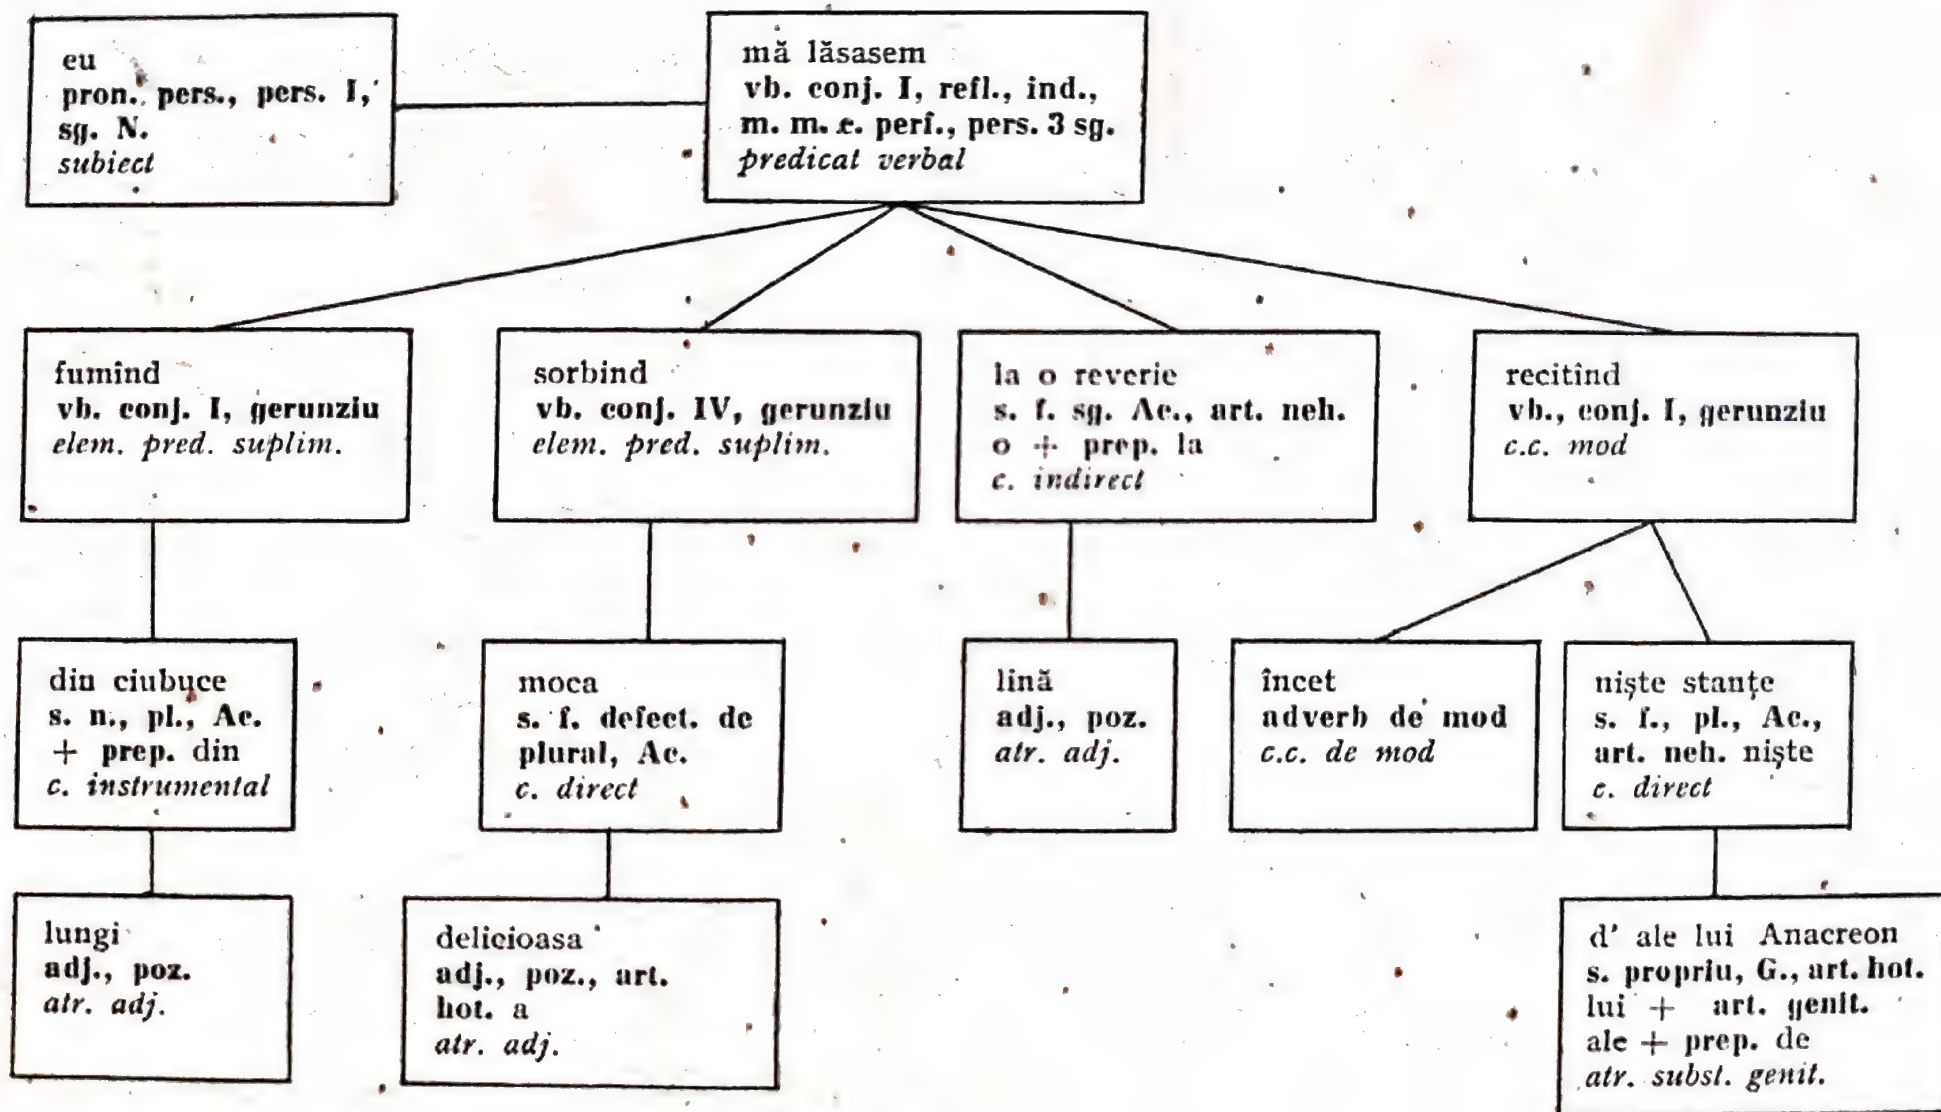 eu
pron. pers., pers. I,
sg. N.
subiect
mă lăsasem
vb. conj. I, refl., ind.,
m. m. c. perf., pers. 3 sg.
predicat verbal
fumînd
vb. conj. I, gerunziu
elem. pred. suplim.
sorbind
vb. conj. IV, gerunziu
elem. pred. suplim.
la o reverie
s. f. sg. Ac., art. neh.
o + prep. la
c. indirect
recitînd
vb., conj. I, gerunziu
c.c. mod
din ciubuce
s. n., pl., Ac.
+ prep. din
c. instrumental
moca
s. f. defect. de
plural, Ac.
c. direct
lină
adj., poz.
atr. adj.
încet
adverb de mod
c.c. de mod
niște stanțe
s. f., pl., Ac.,
art. neh. niște
c. direct
lungi
adj., poz.
atr. adj.
delicioasa
adj., poz., art.
hot. a
atr. adj.
d' ale lui Anacreon
s. propriu, G., art. hot.
lui + art. genit.
ale + prep. de
atr. subst. genit.